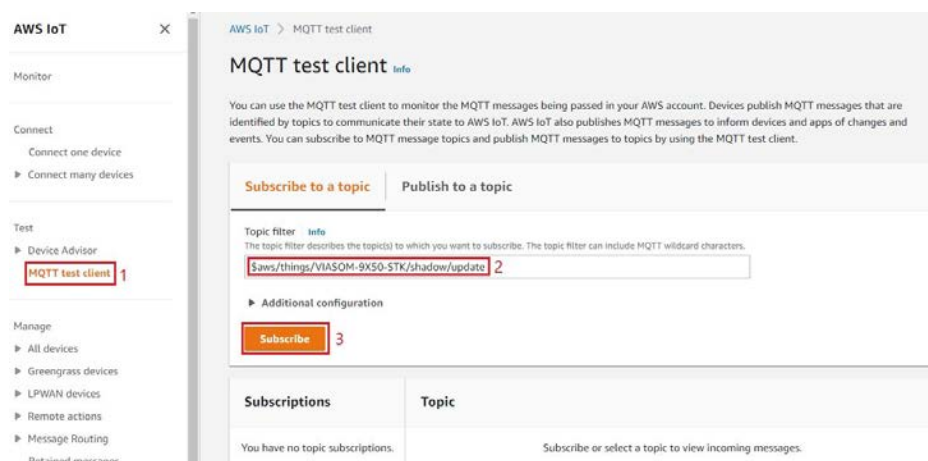 AWS IoT
Monitor
Connect
Connect one device
Connect many devices
Test
Device Advisor
MQTT test client 1
Manage
All devices
Greengrass devices
LPWAN devices
Remote actions
Message Routing
Retained messages
AWS IoT > MQTT test client
MQTT test client Info
You can use the MQTT test client to monitor the MQTT messages being passed in your AWS account. Devices publish MQTT messages that are
identified by topics to communicate their state to AWS IoT. AWS IoT also publishes MQTT messages to inform devices and apps of changes and
events. You can subscribe to MQTT message topics and publish MQTT messages to topics by using the MQTT test client.
Subscribe to a topic
Publish to a topic
Topic filter Info
The topic filter describes the topic(s) to which you want to subscribe. The topic filter can include MQTT wildcard characters.
$aws/things/VIASOM-9X50-STK/shadow/update 2
Additional configuration
Subscribe 3
Subscriptions
Topic
You have no topic subscriptions.
Subscribe or select a topic to view incoming messages.